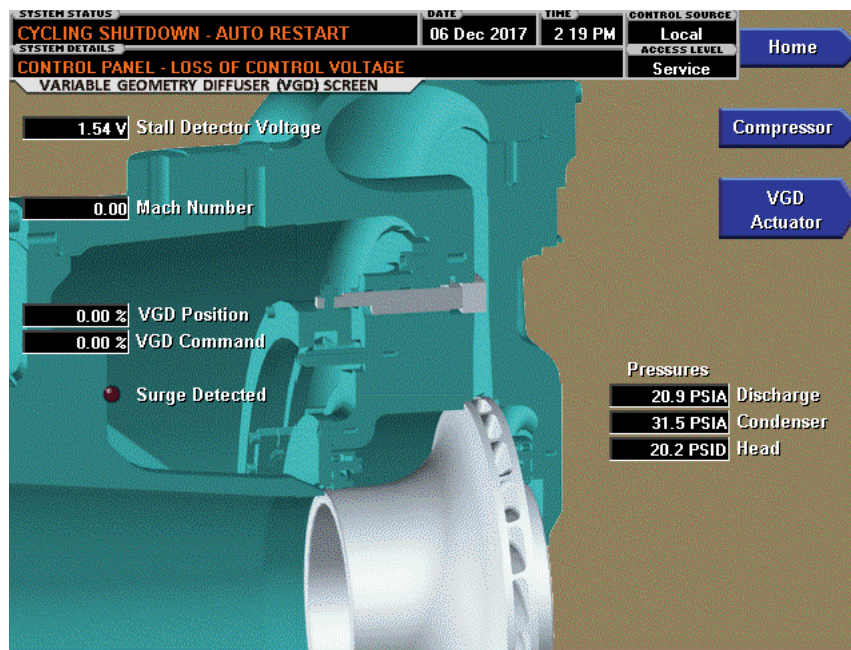 SYSTEM STATUS
CYCLING SHUTDOWN - AUTO RESTART
DATE
06 Dec 2017
TIME
2 19 PM
CONTROL SOURCE
Local
SYSTEM DETAILS
CONTROL PANEL - LOSS OF CONTROL VOLTAGE
ACCESS LEVEL
Service
Home
VARIABLE GEOMETRY DIFFUSER (VGD) SCREEN
1.54 V Stall Detector Voltage
Compressor
0.00 Mach Number
VGD
Actuator
0.00 % VGD Position
0.00 % VGD Command
Surge Detected
Pressures
20.9 PSIA Discharge
31.5 PSIA Condenser
20.2 PSID Head